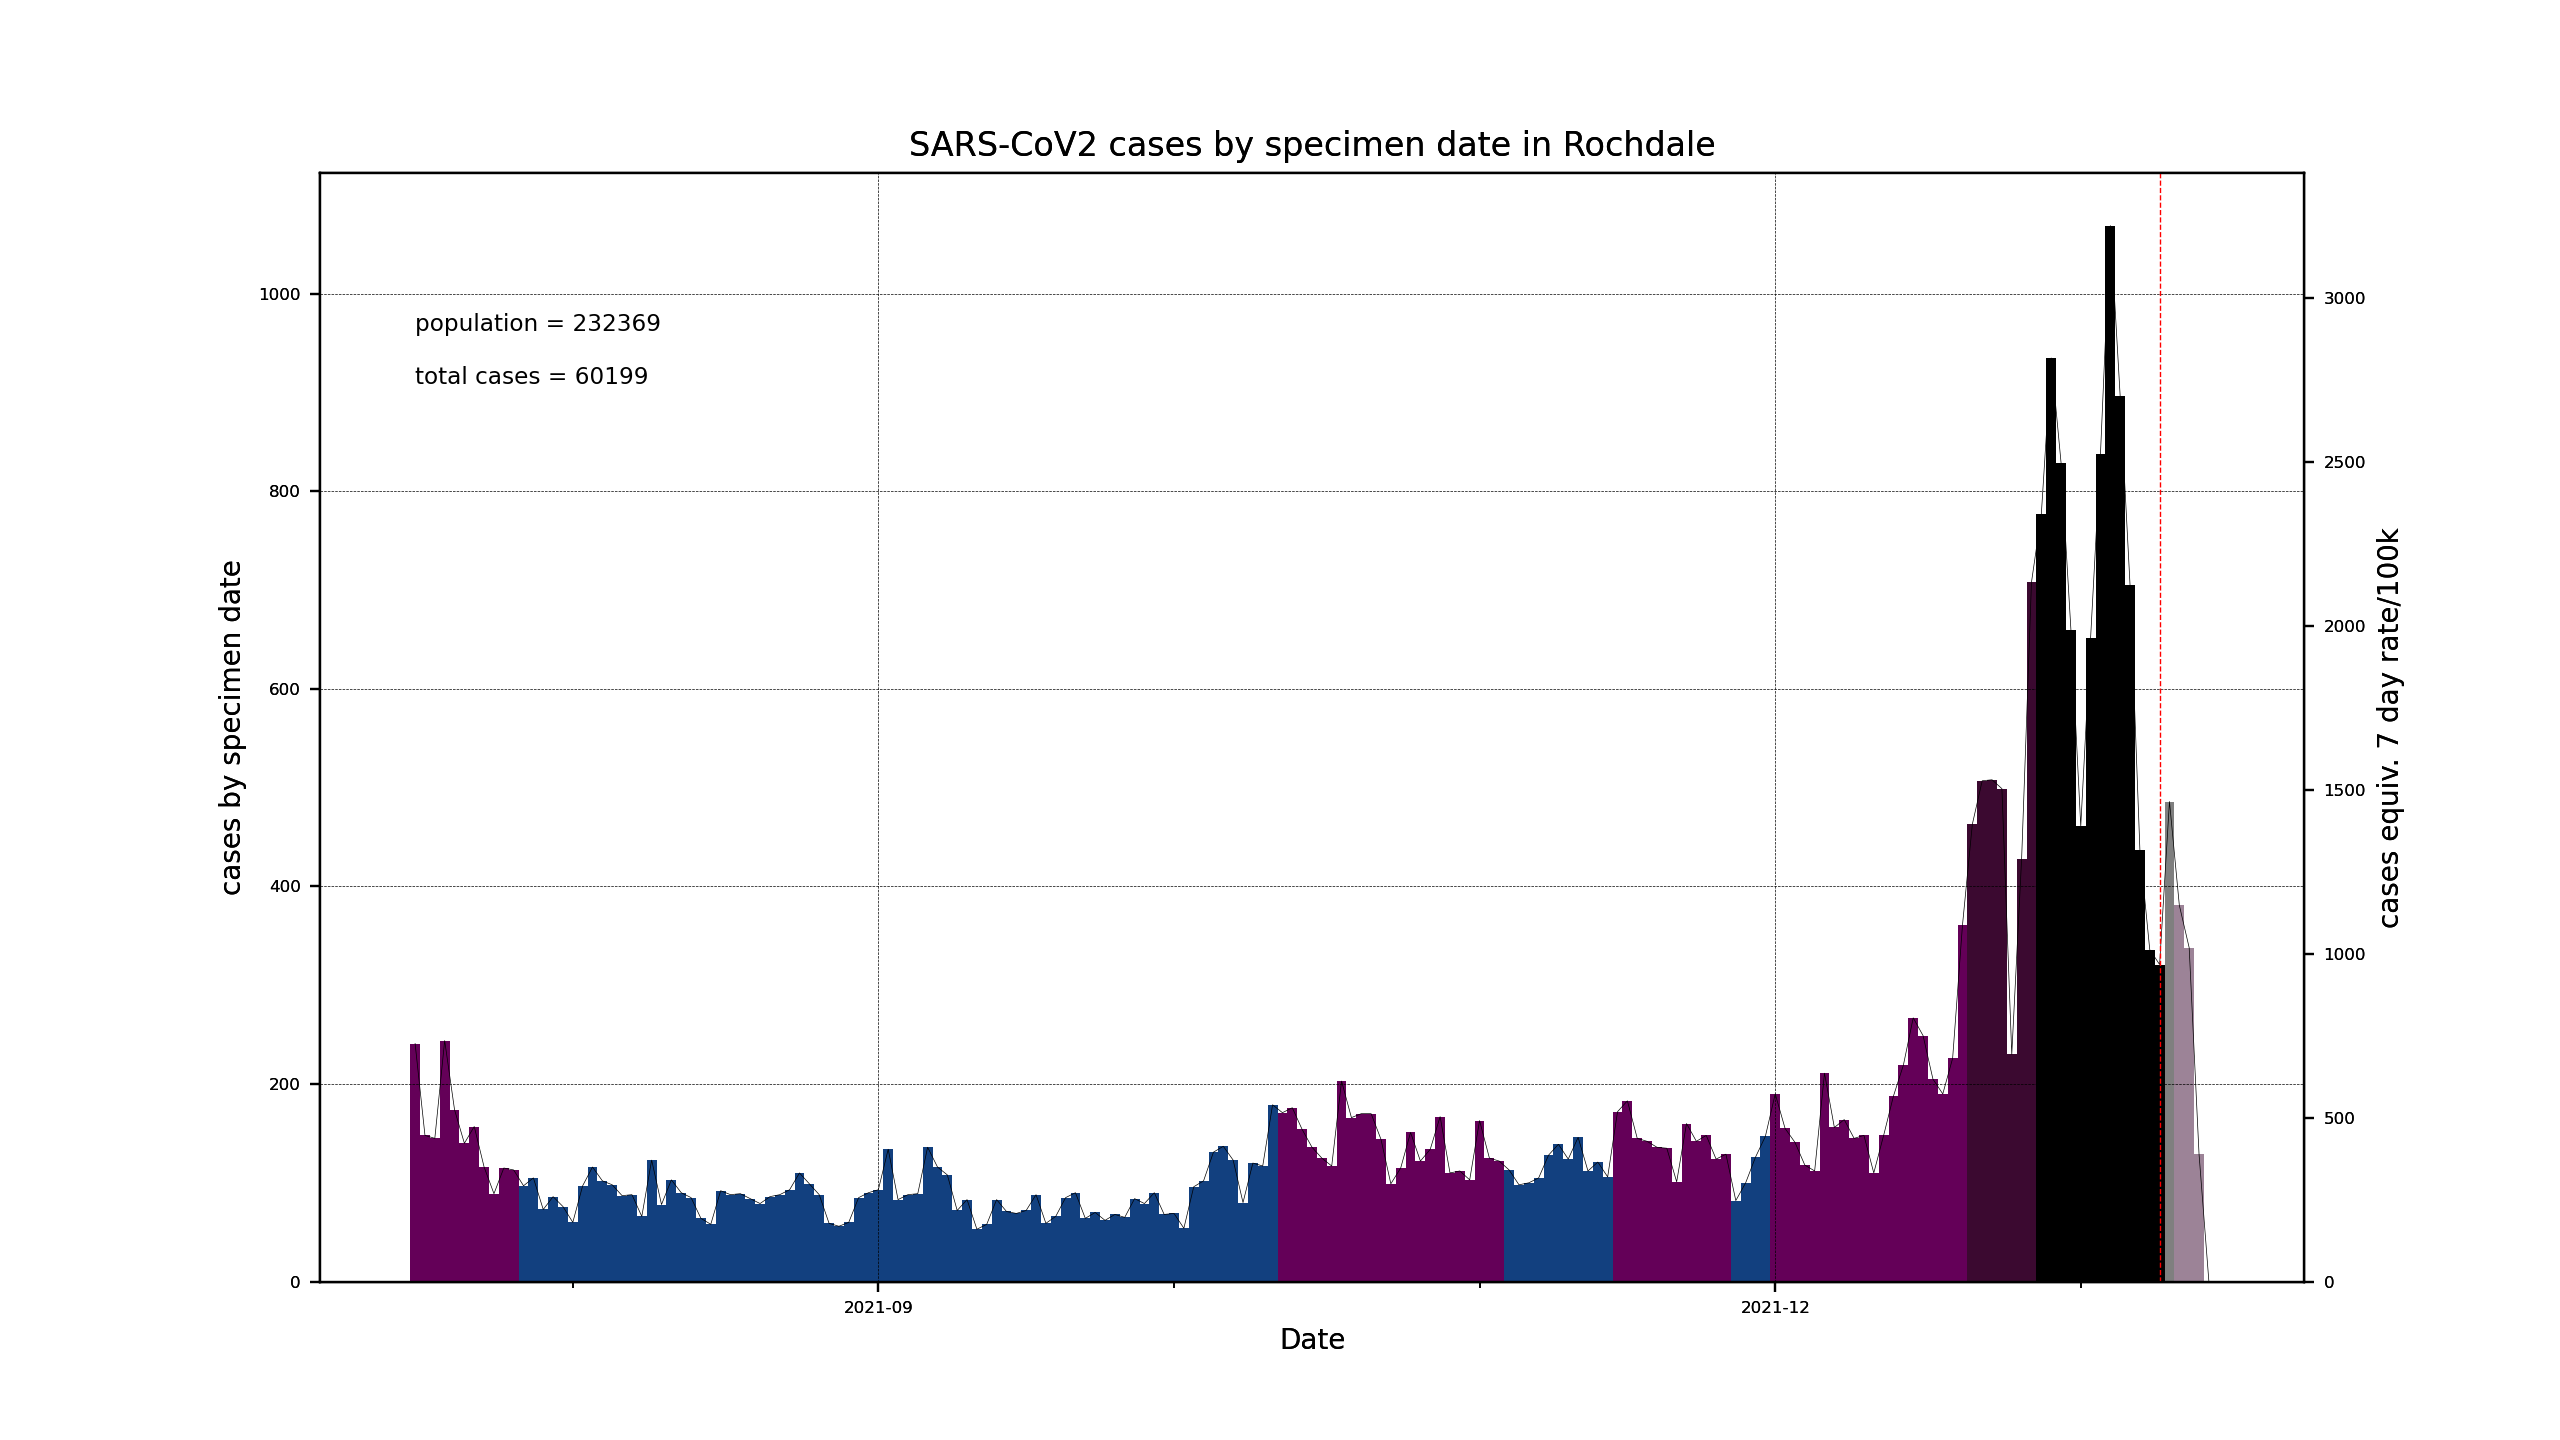 SARS-CoV2 cases by specimen date in Rochdale
population = 232369
total cases = 60199
cases by specimen date
1000
800
600
400
200
0
3000
2500
2000
1500
1000
500
0
cases equiv. 7 day rate/100k
2021-09
2021-12
Date